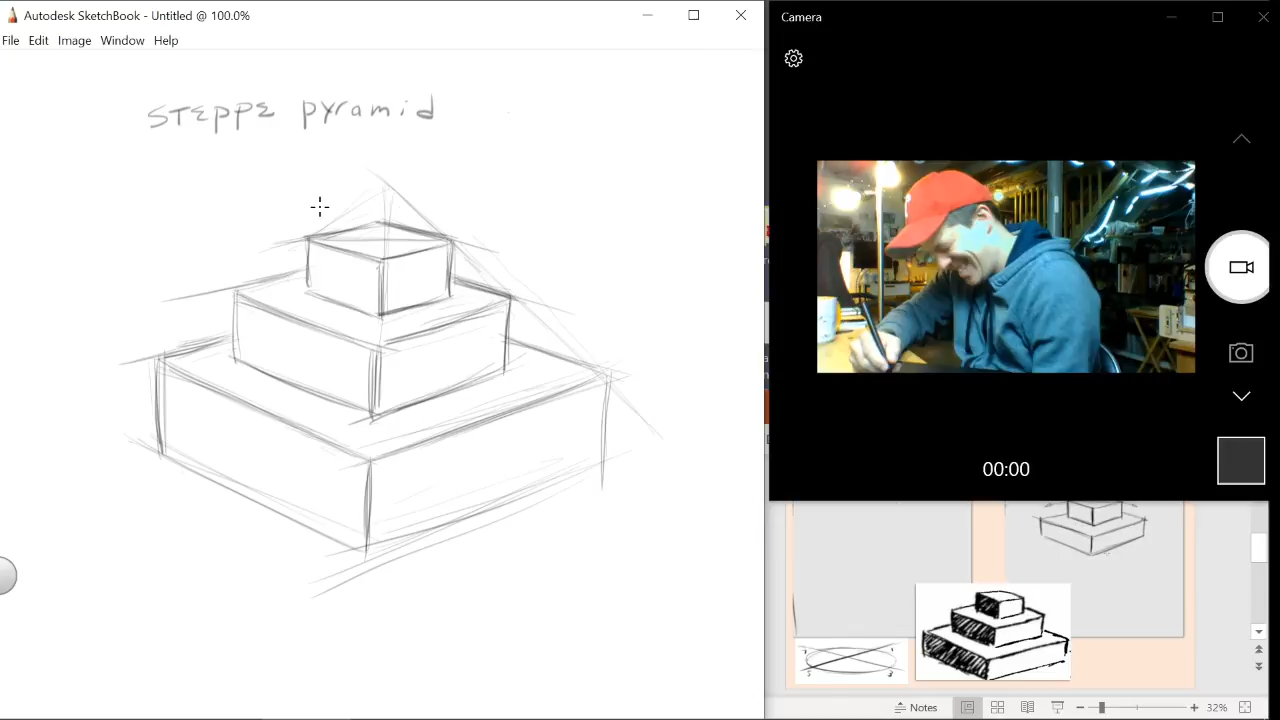 Autodesk SketchBook - Untitled @ 100.0%
File Edit Image Window Help
STEPPE pyramid
Camera
00:00
Notes
32%